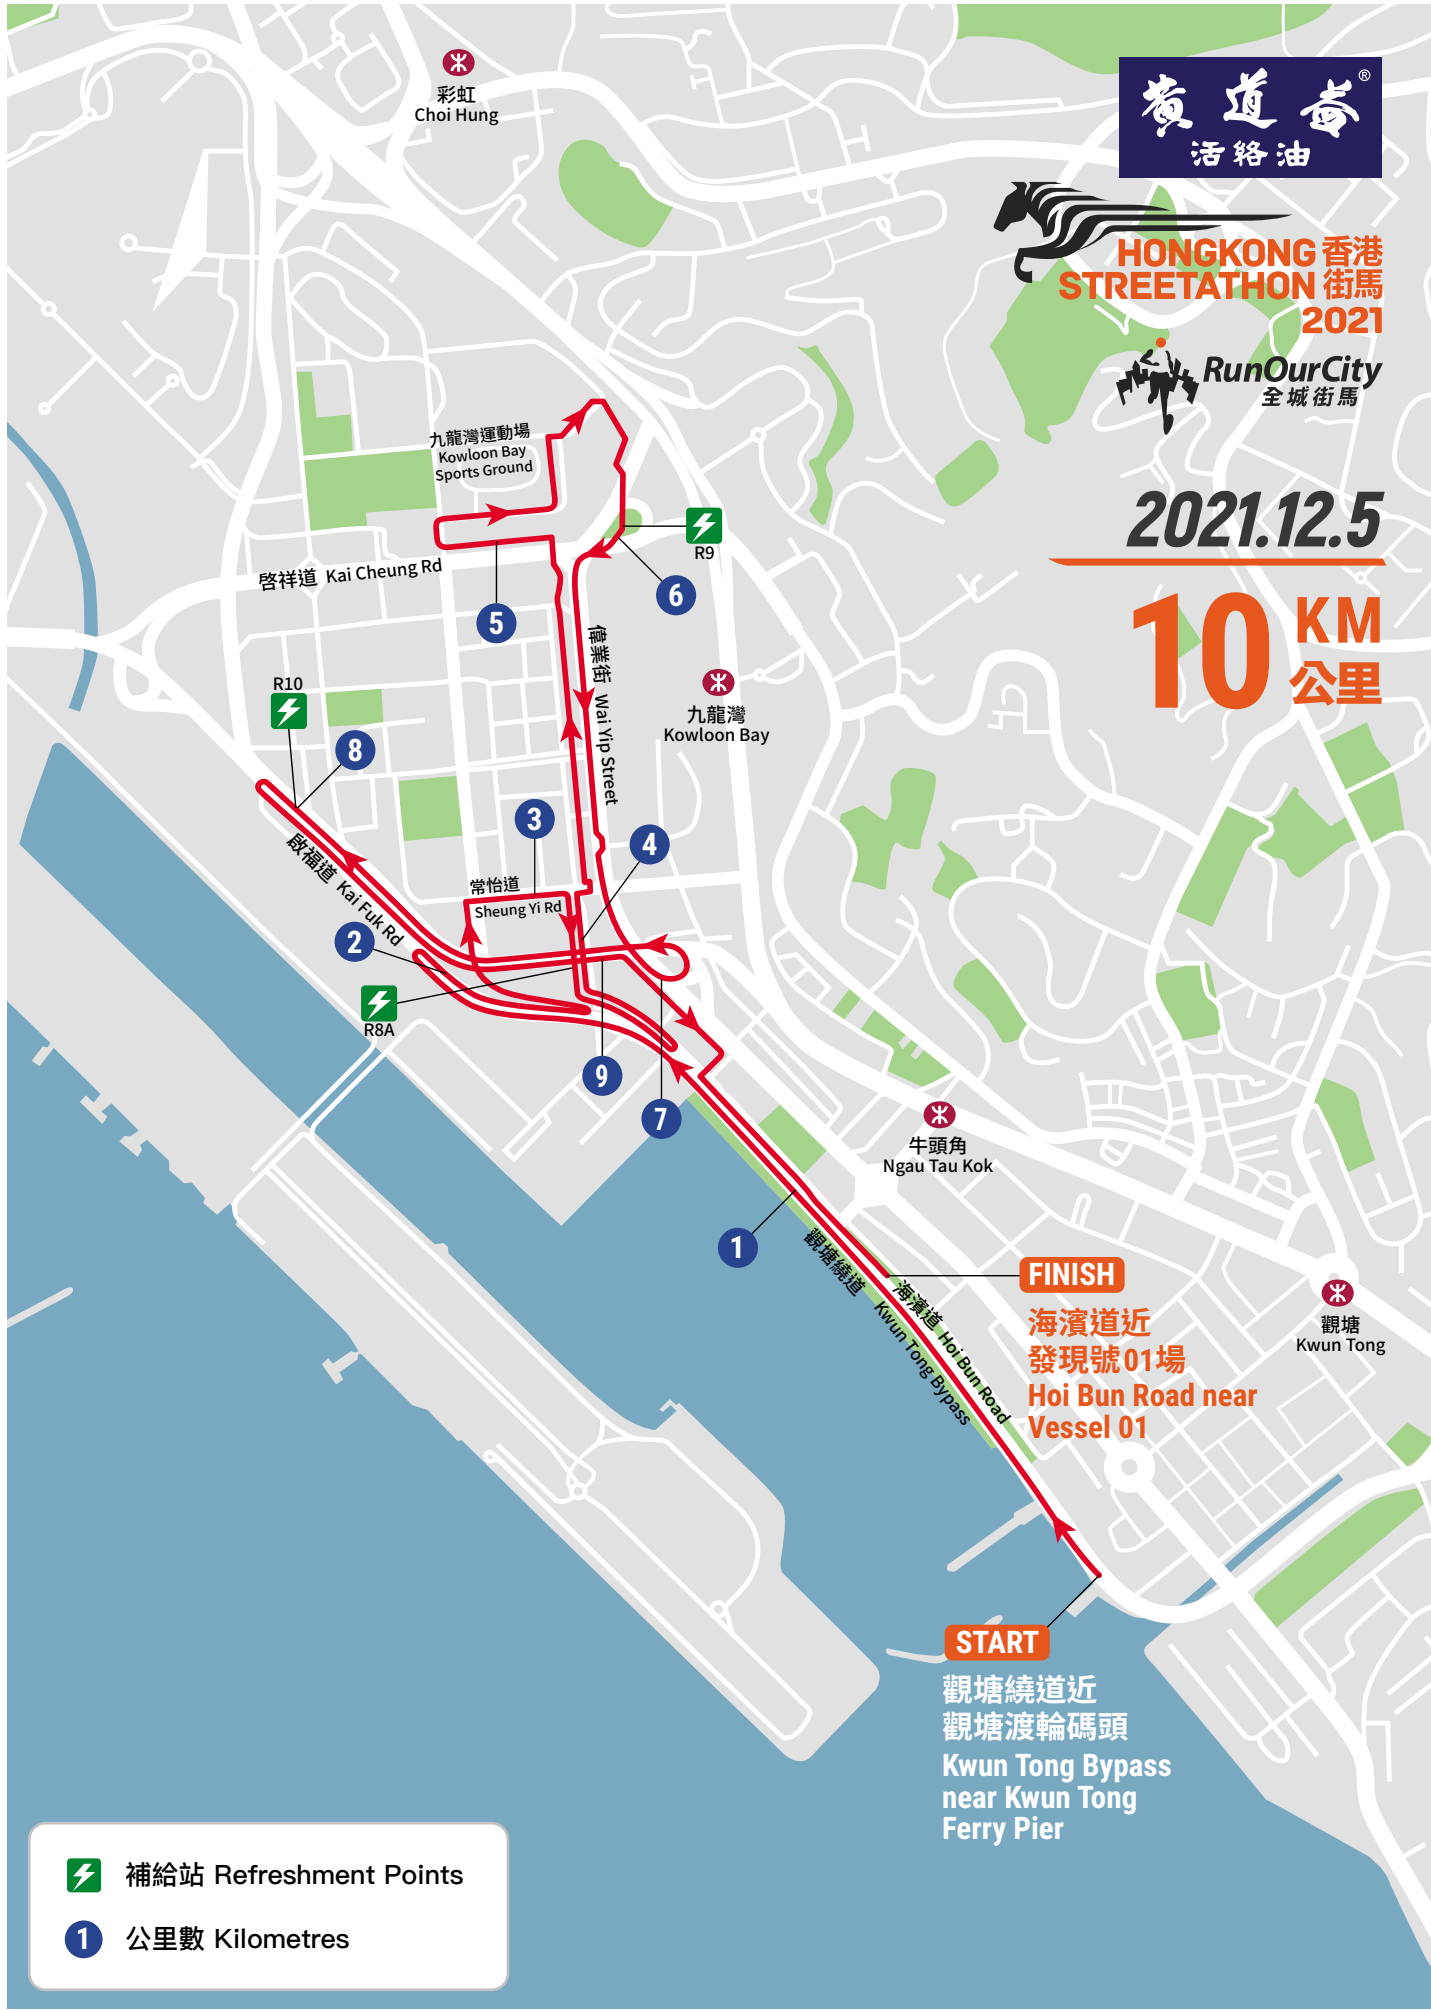 彩虹
Choi Hung
黃道益®
活絡油
HONGKONG 香港
STREETATHON 街馬
2021
RunOurCity
全城街馬
2021.12.5
10 KM
公里
九龍灣運動場
Kowloon Bay
Sports Ground
R9
啓祥道 Kai Cheung Rd
6
5
偉業街 Wai Yip Street
R10
九龍灣
Kowloon Bay
8
3
4
啟福道 Kai Fuk Rd
常怡道
Sheung Yi Rd
2
R8A
9
7
牛頭角
Ngau Tau Kok
1
觀塘繞道 Kwun Tong Bypass
海濱道 Hoi Bun Road
FINISH
海濱道近
發現號01場
Hoi Bun Road near
Vessel 01
觀塘
Kwun Tong
START
觀塘繞道近
觀塘渡輪碼頭
Kwun Tong Bypass
near Kwun Tong
Ferry Pier
補給站 Refreshment Points
1 公里數 Kilometres